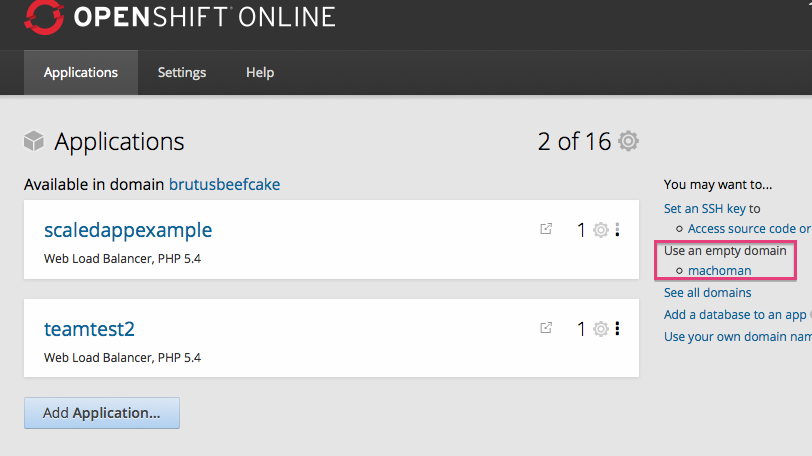 OPENSHIFT ONLINE
Applications Settings Help
Applications
2 of 16
Available in domain brutusbeefcake
scaledappexample
1
Web Load Balancer, PHP 5.4
teamtest2
1
Web Load Balancer, PHP 5.4
Add Application...
You may want to...
Set an SSH key to
Access source code or
Use an empty domain
machoman
See all domains
Add a database to an app
Use your own domain nam